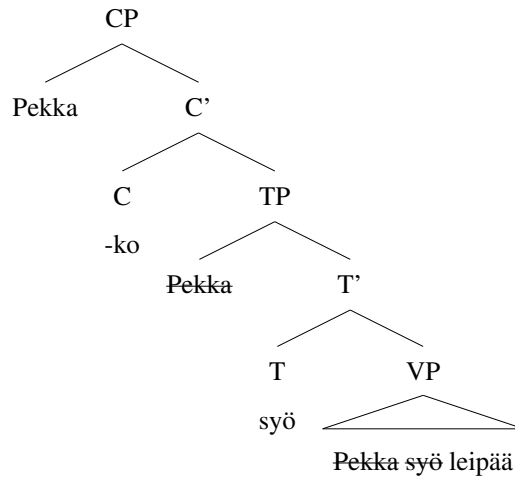 CP
Pekka C’
C TP
-ko
Pekka T’
T VP
syö
Pekka syö leipää